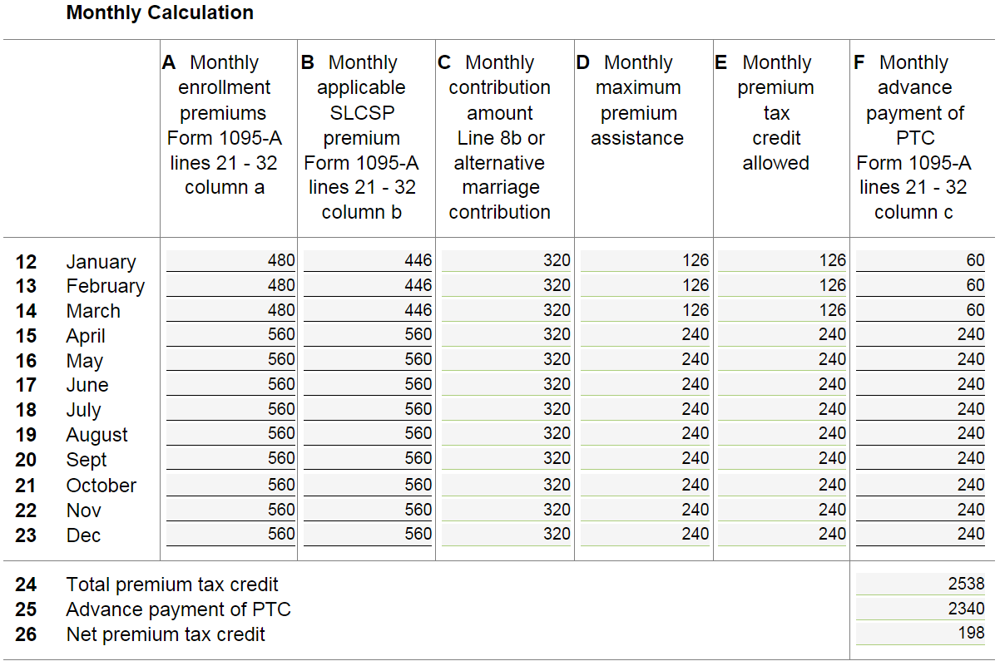 Monthly Calculation
A Monthly enrollment premiums Form 1095-A lines 21 - 32 column a
B Monthly applicable SLCSP premium Form 1095-A lines 21 - 32 column b
C Monthly contribution amount Line 8b or alternative marriage contribution
D Monthly maximum premium assistance
E Monthly premium tax credit allowed
F Monthly advance payment of PTC Form 1095-A lines 21 - 32 column c
12 January 480 446 320 126 126 60
13 February 480 446 320 126 126 60
14 March 480 446 320 126 126 60
15 April 560 560 320 240 240 240
16 May 560 560 320 240 240 240
17 June 560 560 320 240 240 240
18 July 560 560 320 240 240 240
19 August 560 560 320 240 240 240
20 Sept 560 560 320 240 240 240
21 October 560 560 320 240 240 240
22 Nov 560 560 320 240 240 240
23 Dec 560 560 320 240 240 240
24 Total premium tax credit 2538
25 Advance payment of PTC 2340
26 Net premium tax credit 198